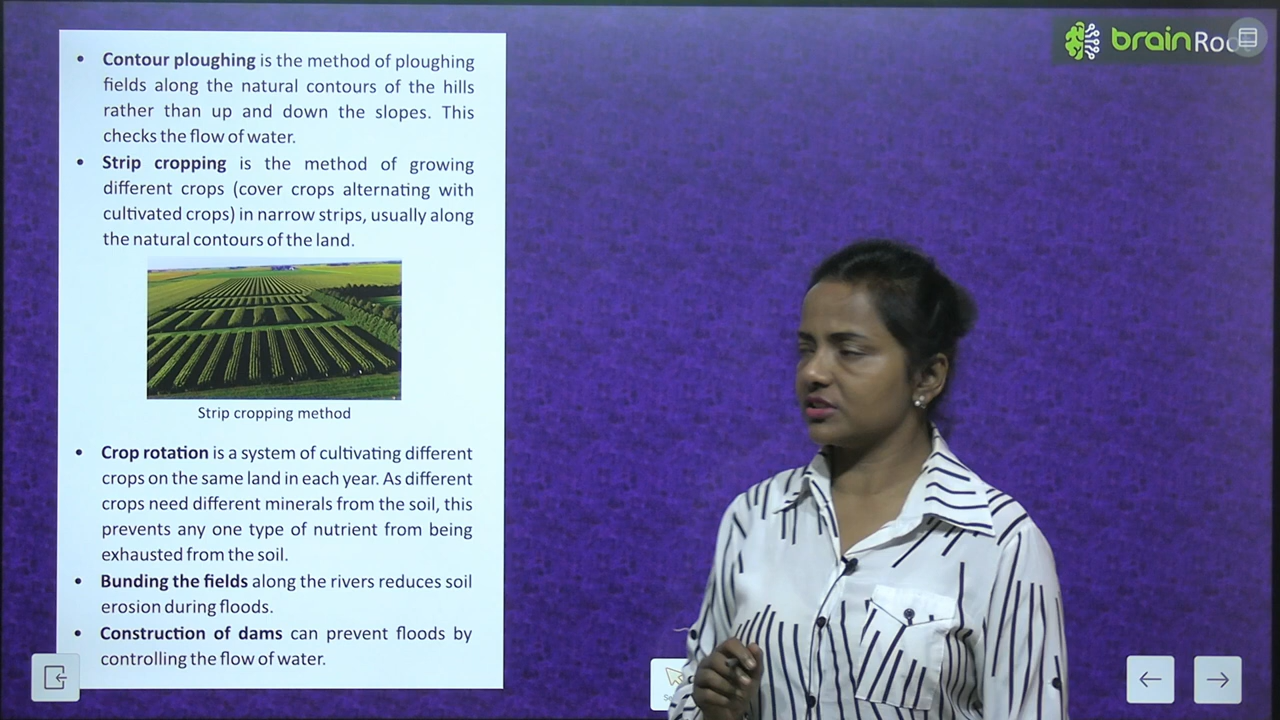 brainRoo
• Contour ploughing is the method of ploughing
fields along the natural contours of the hills
rather than up and down the slopes. This
checks the flow of water.
• Strip cropping is the method of growing
different crops (cover crops alternating with
cultivated crops) in narrow strips, usually along
the natural contours of the land.
Strip cropping method
• Crop rotation is a system of cultivating different
crops on the same land in each year. As different
crops need different minerals from the soil, this
prevents any one type of nutrient from being
exhausted from the soil.
• Bunding the fields along the rivers reduces soil
erosion during floods.
• Construction of dams can prevent floods by
controlling the flow of water.